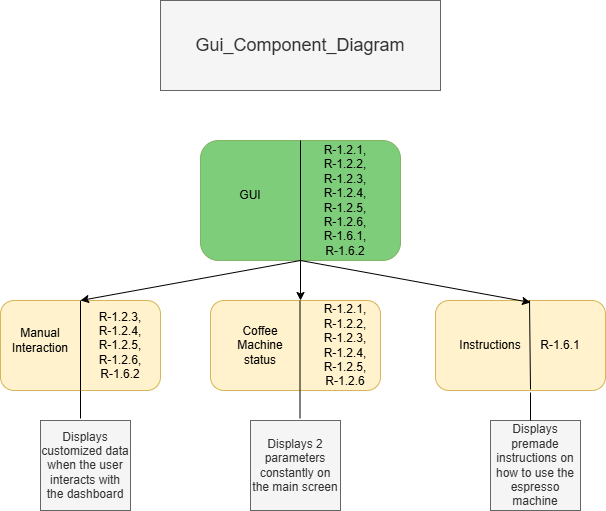 Gui_Component_Diagram
GUI
R-1.2.1,
R-1.2.2,
R-1.2.3,
R-1.2.4,
R-1.2.5,
R-1.2.6,
R-1.6.1,
R-1.6.2
Manual
Interaction
R-1.2.3,
R-1.2.4,
R-1.2.5,
R-1.2.6,
R-1.6.2
Coffee
Machine
status
R-1.2.1,
R-1.2.2,
R-1.2.3,
R-1.2.4,
R-1.2.5,
R-1.2.6
Instructions
R-1.6.1
Displays
customized data
when the user
interacts with
the dashboard
Displays 2
parameters
constantly on
the main screen
Displays
premade
instructions on
how to use the
espresso
machine